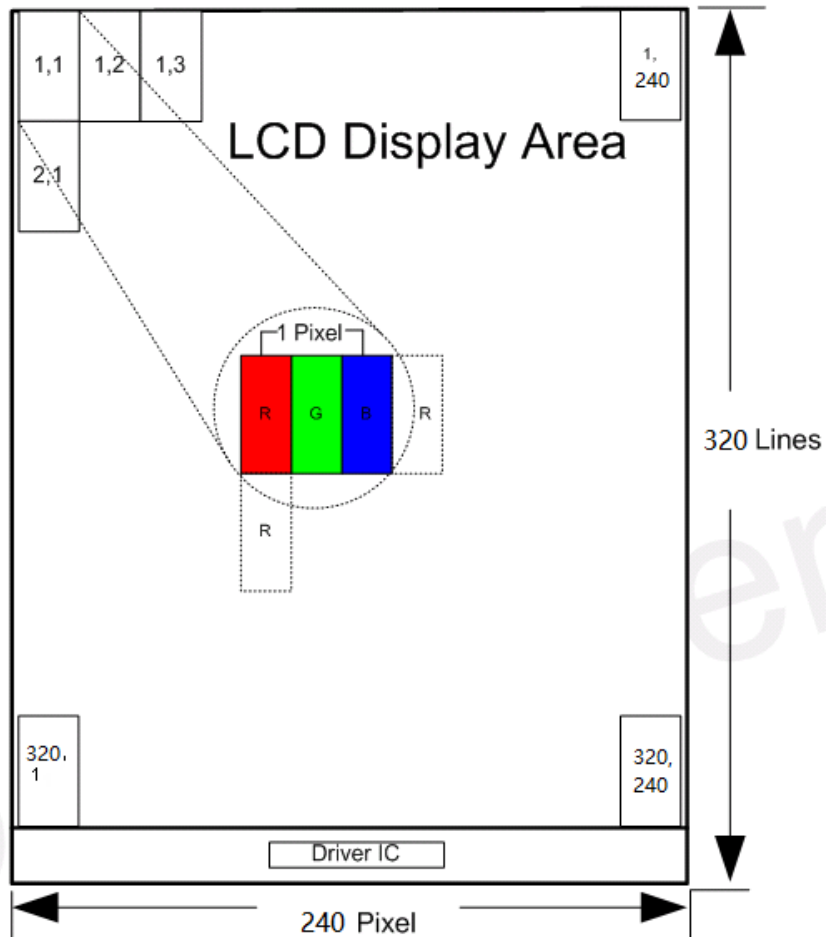 1,1 1,2 1,3 1,
240
LCD Display Area
2,1
1 Pixel
R G B R
320 Lines
R
320,
1
320,
240
Driver IC
240 Pixel